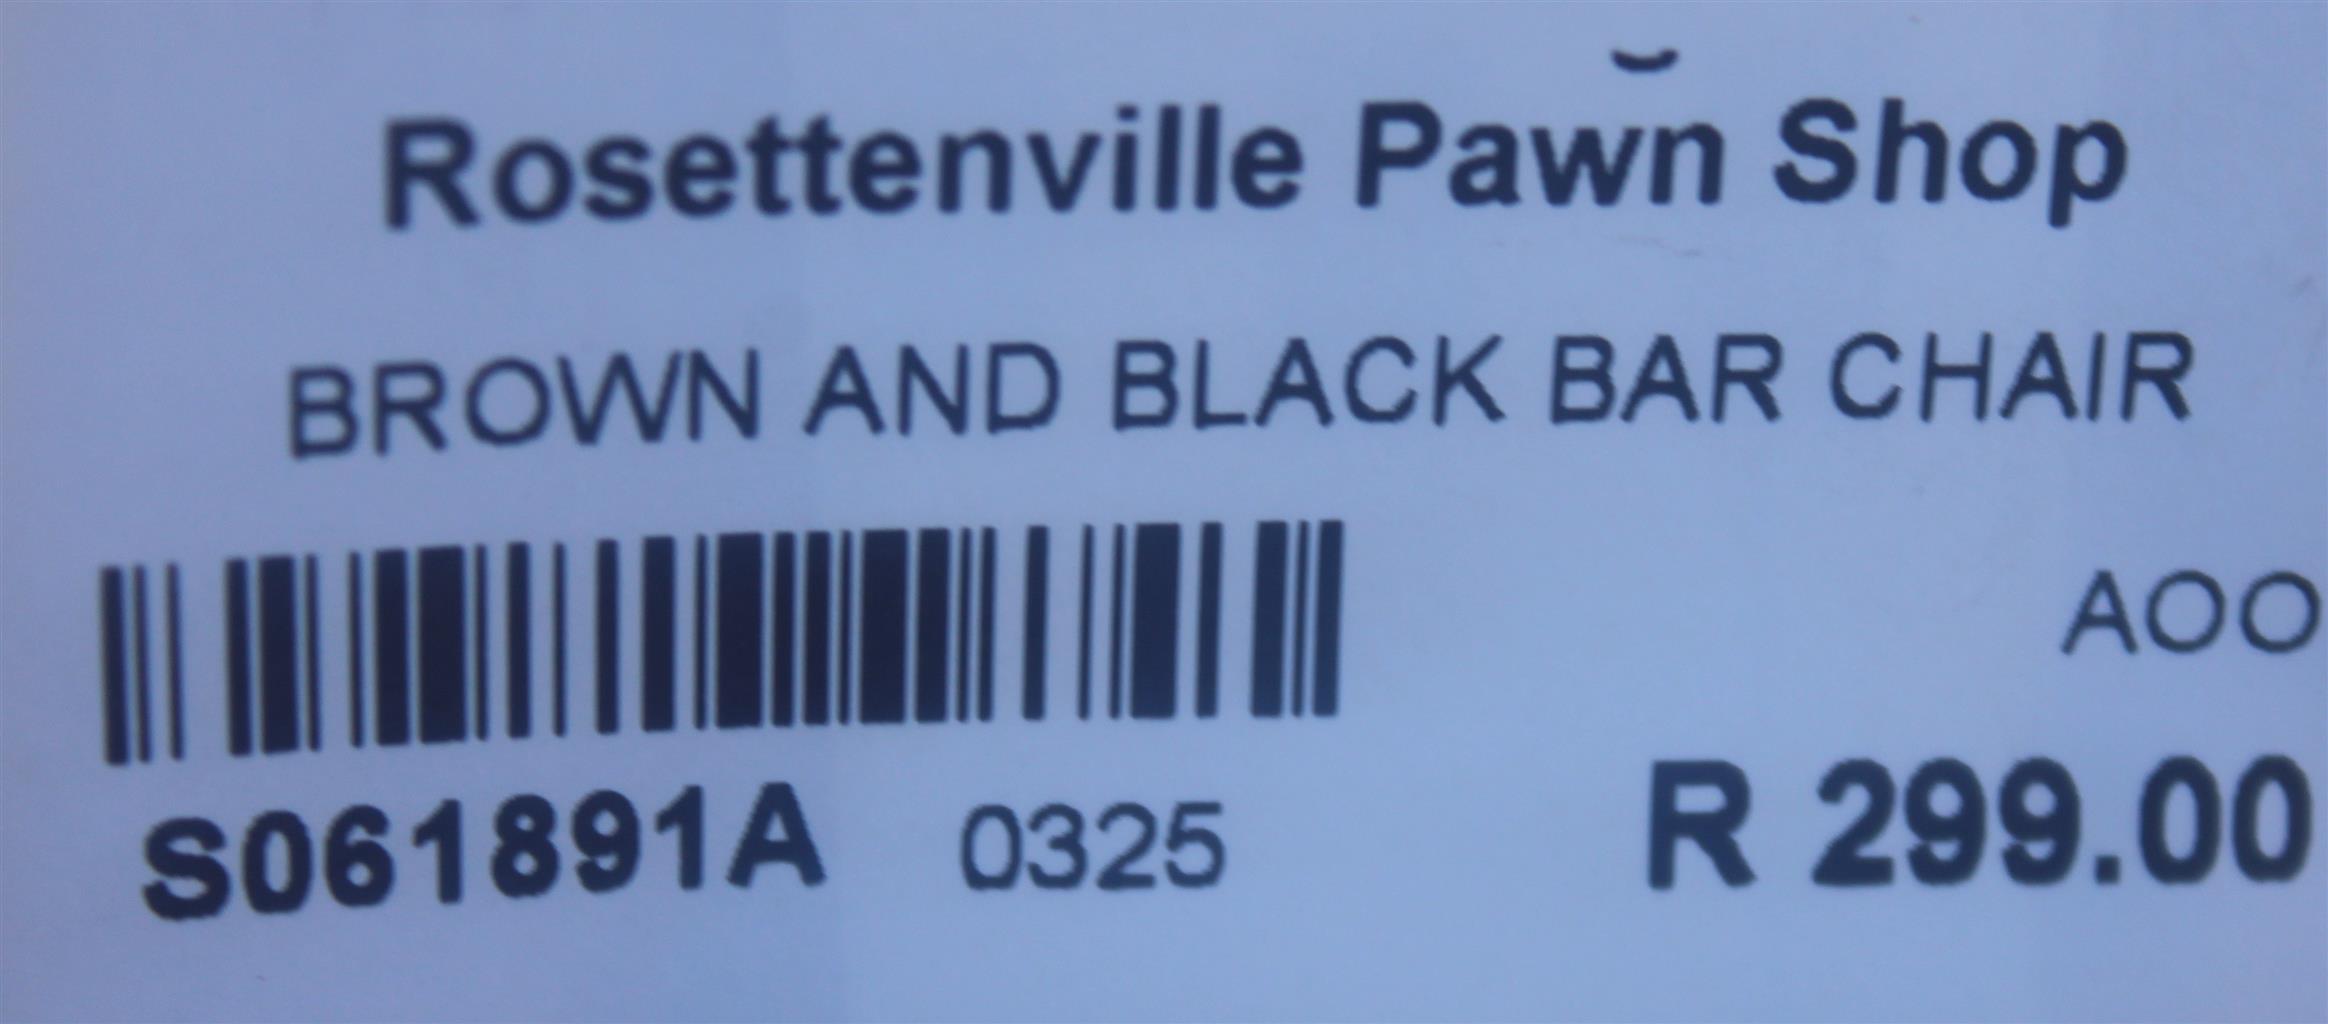 Rosettenville Pawn Shop
BROWN AND BLACK BAR CHAIR
AOO
S061891A 0325 R 299.00